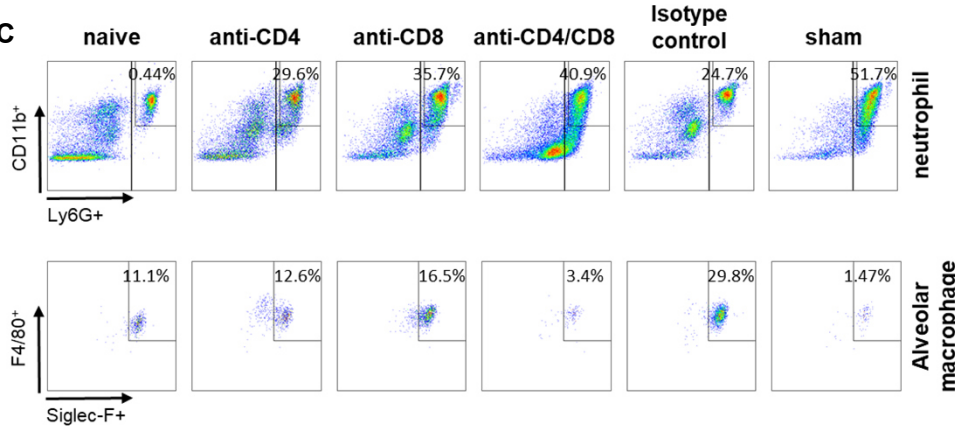 C
naive
anti-CD4
anti-CD8
anti-CD4/CD8
Isotype
control
sham
0.44%
29.6%
35.7%
40.9%
24.7%
51.7%
CD11b+
Ly6G+
neutrophil
11.1%
12.6%
16.5%
3.4%
29.8%
1.47%
F4/80+
Siglec-F+
Alveolar
macrophage